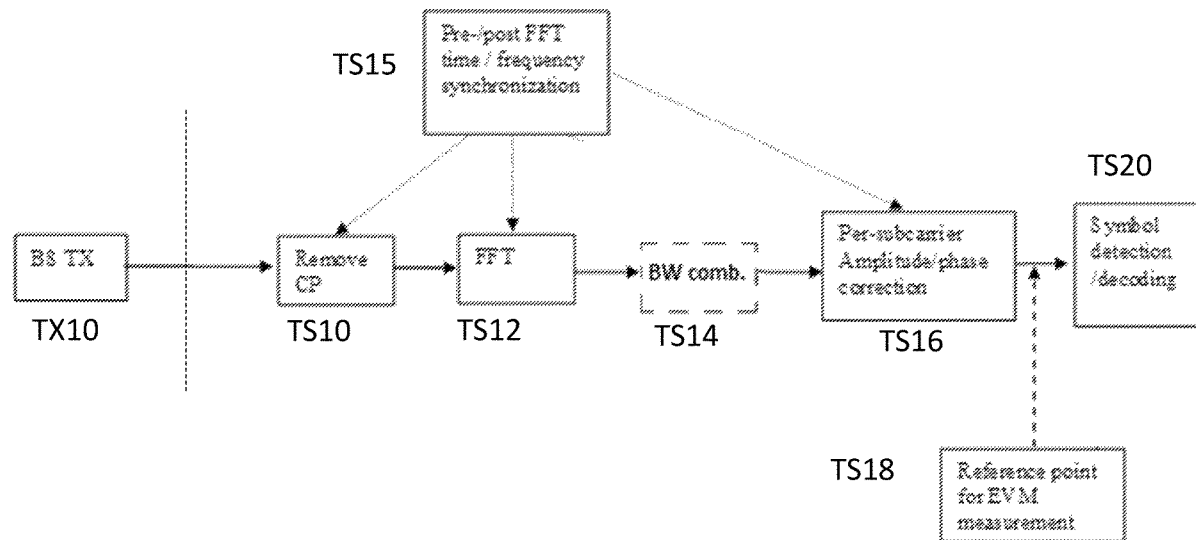 Pre-/post FFT
time / frequency
synchronization
TS15
TS20
BS TX
Remove
CP
FFT
BW comb.
Per-subcarrier
Amplitude/phase
correction
Symbol
detection
/decoding
TX10
TS10
TS12
TS14
TS16
TS18
Reference point
for EVM
measurement